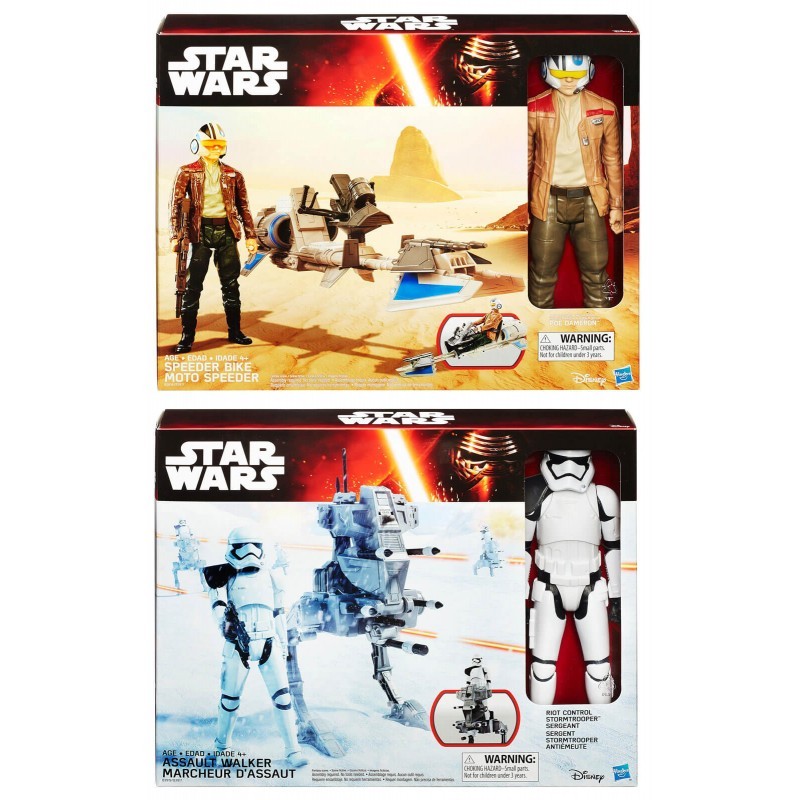 STAR
WARS
POE DAMERON
WARNING:
CHOKING HAZARD–Small parts.
Not for children under 3 years.
AGE • EDAD • IDADE 4+
SPEEDER BIKE
MOTO SPEEDER
Disney
Hasbro
STAR
WARS
RIOT CONTROL
STORMTROOPER™
SERGEANT
SERGENT
STORMTROOPER
ANTIÉMEUTE
AGE • EDAD • IDADE 4+
ASSAULT WALKER
MARCHEUR D'ASSAUT
WARNING:
CHOKING HAZARD–Small parts.
Not for children under 3 years.
Disney
Hasbro